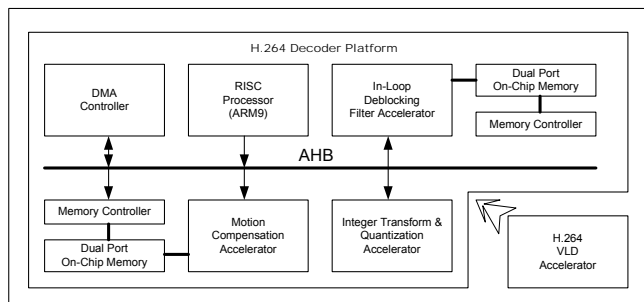 H.264 Decoder Platform
DMA
Controller
RISC
Processor
(ARM9)
In-Loop
Deblocking
Filter Accelerator
Dual Port
On-Chip Memory
Memory Controller
AHB
Memory Controller
Dual Port
On-Chip Memory
Motion
Compensation
Accelerator
Integer Transform &
Quantization
Accelerator
H.264
VLD
Accelerator